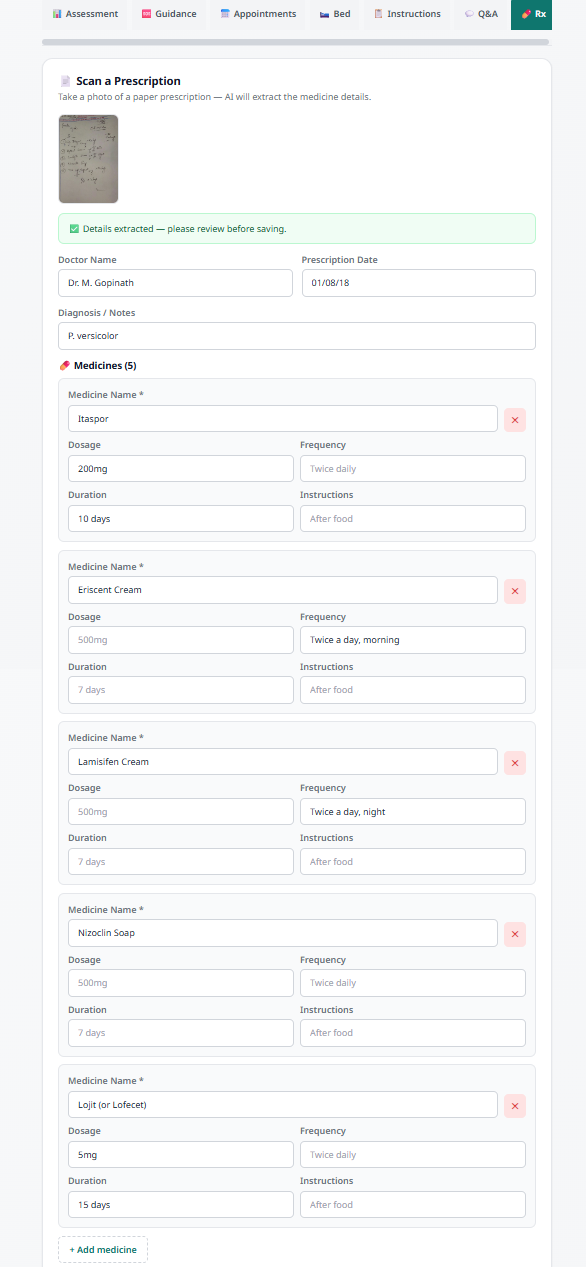 Assessment Guidance Appointments Bed Instructions Q&A Rx
Scan a Prescription
Take a photo of a paper prescription — AI will extract the medicine details.
Details extracted — please review before saving.
Doctor Name Prescription Date
Dr. M. Gopinath 01/08/18
Diagnosis / Notes
P. versicolor
Medicines (5)
Medicine Name *
Itaspor
Dosage Frequency
200mg Twice daily
Duration Instructions
10 days After food
Medicine Name *
Eriscent Cream
Dosage Frequency
500mg Twice a day, morning
Duration Instructions
7 days After food
Medicine Name *
Lamisifen Cream
Dosage Frequency
500mg Twice a day, night
Duration Instructions
7 days After food
Medicine Name *
Nizoclin Soap
Dosage Frequency
500mg Twice daily
Duration Instructions
7 days After food
Medicine Name *
Lojit (or Lofecet)
Dosage Frequency
5mg Twice daily
Duration Instructions
15 days After food
+ Add medicine